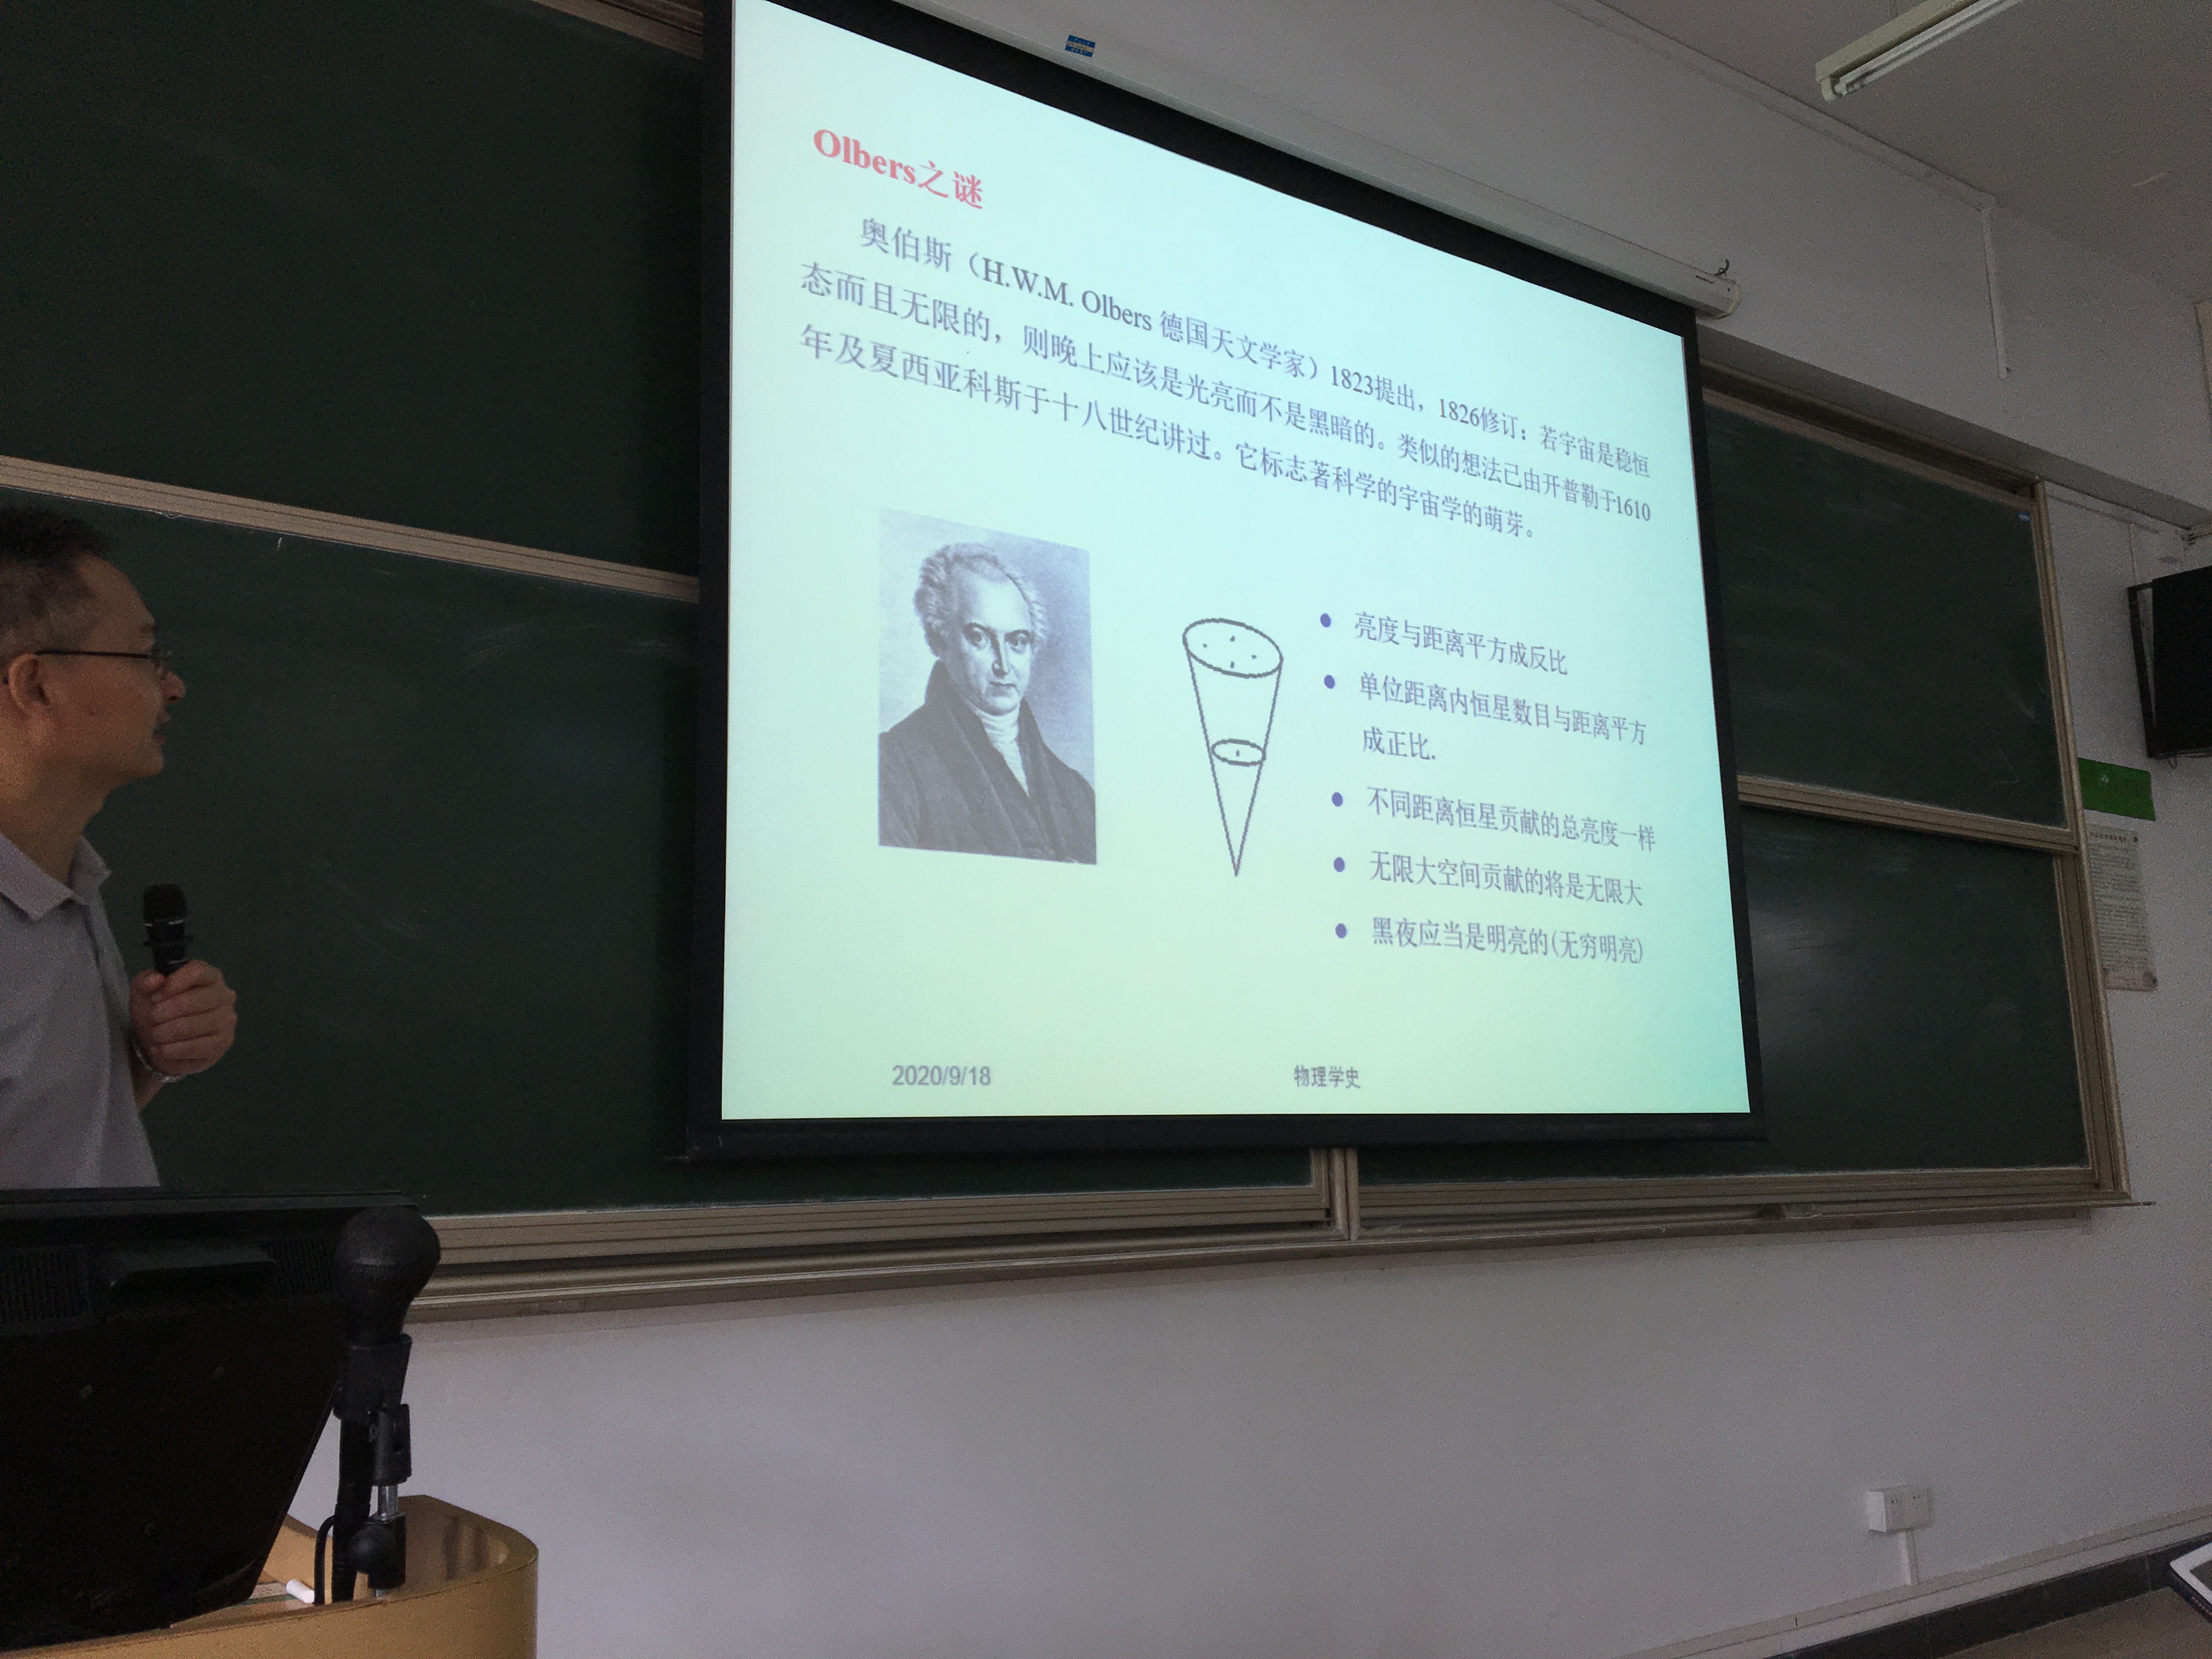 Olbers之谜
奥伯斯（H.W.M. Olbers 德国天文学家）1823提出，1826修订：若宇宙是稳恒
态而且无限的，则晚上应该是光亮而不是黑暗的。类似的想法已由开普勒于1610
年及夏西亚科斯于十八世纪讲过。它标志著科学的宇宙学的萌芽。
● 亮度与距离平方成反比
● 单位距离内恒星数目与距离平方
成正比.
● 不同距离恒星贡献的总亮度一样
● 无限大空间贡献的将是无限大
● 黑夜应当是明亮的(无穷明亮)
2020/9/18
物理学史